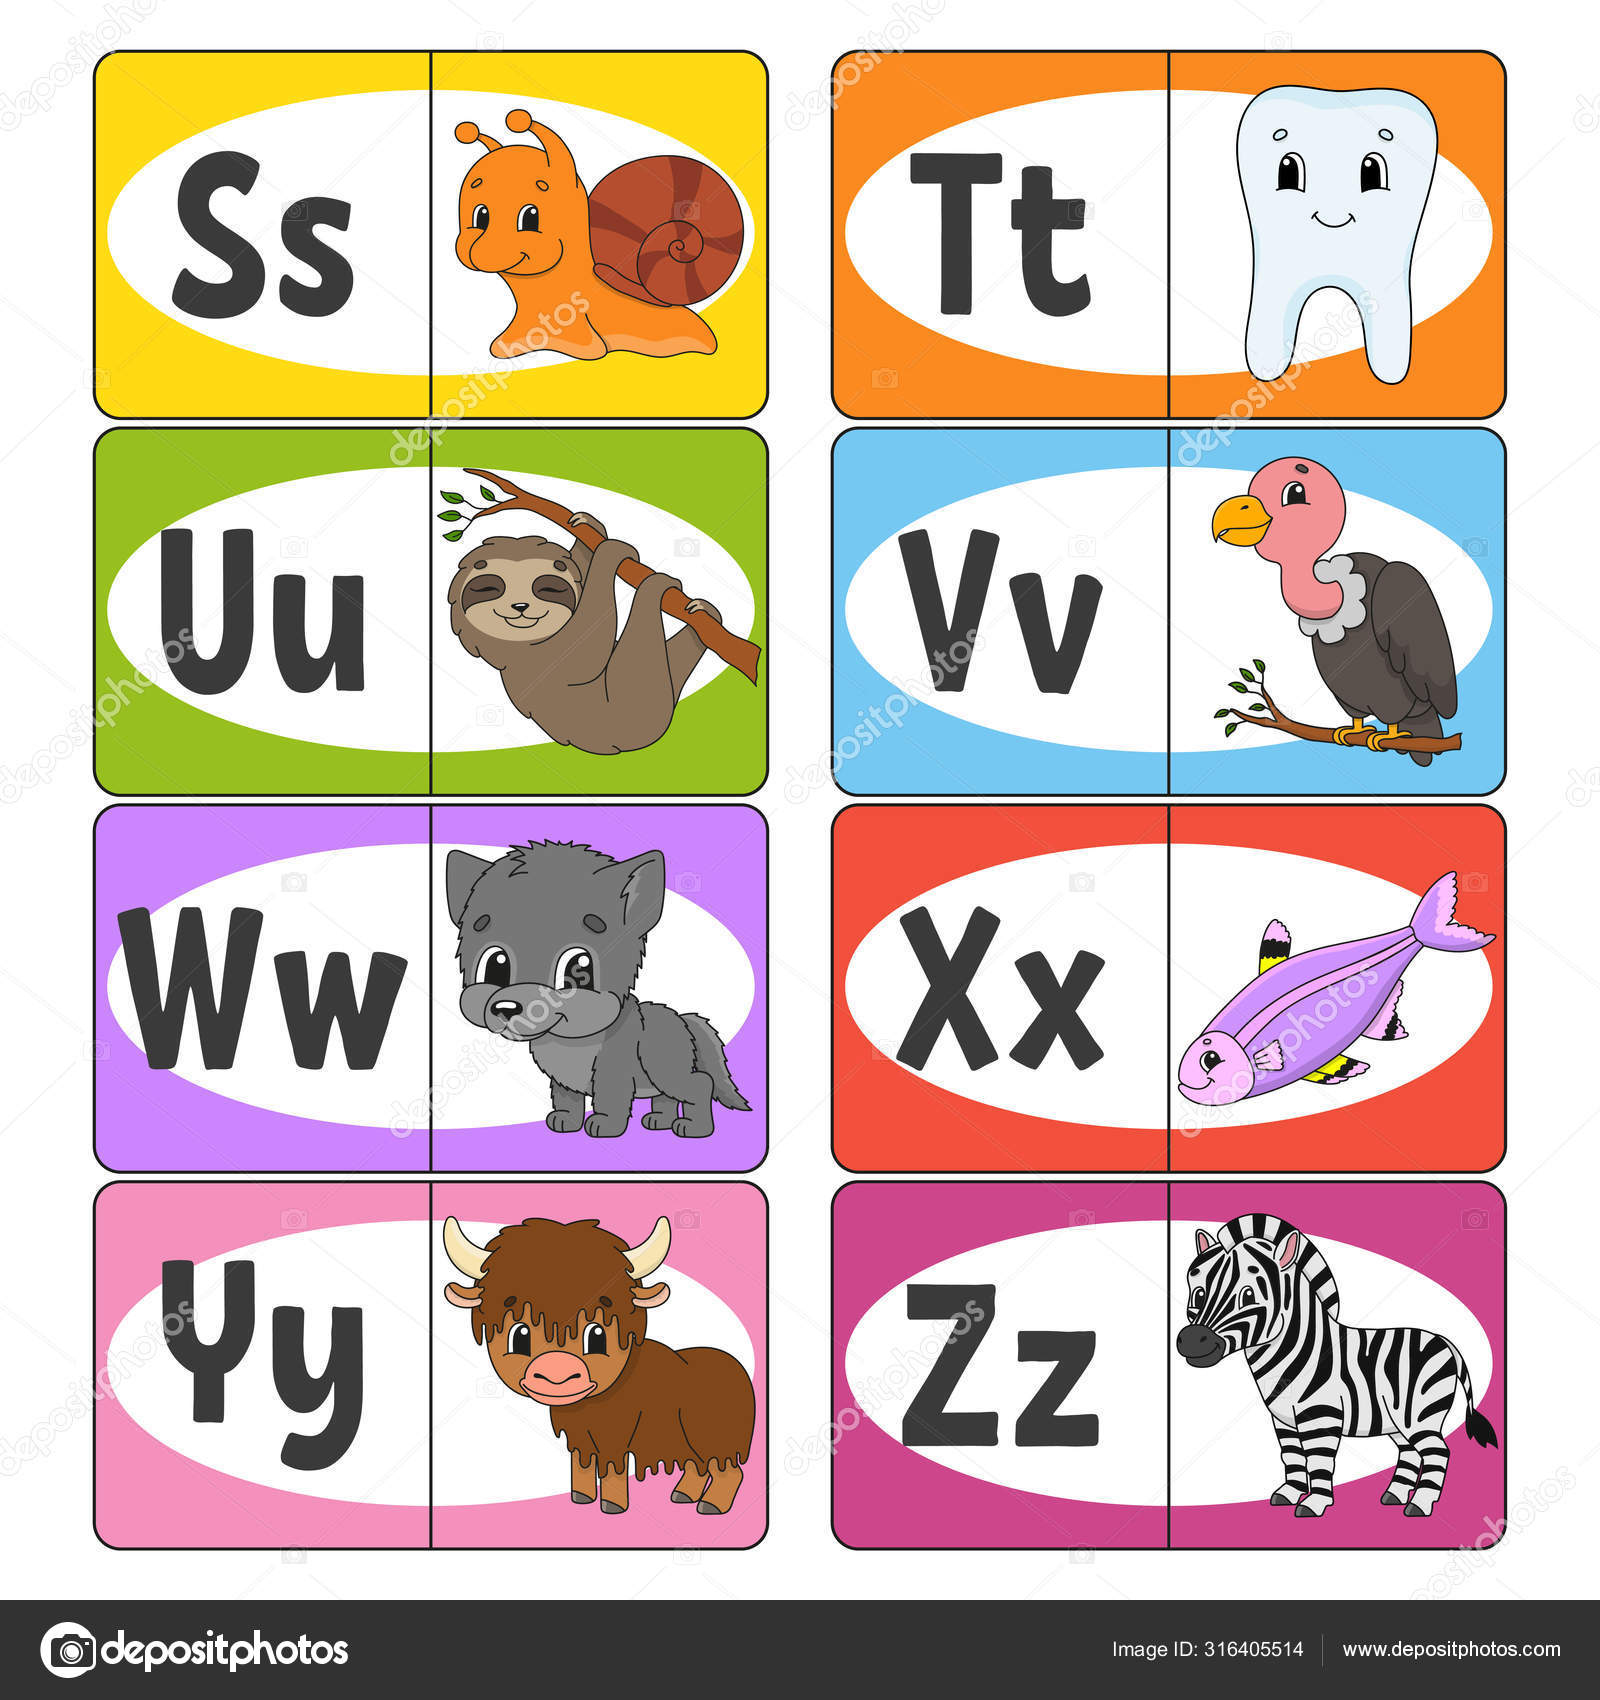 Ss
Tt
Uu
Vv
Ww
Xx
Yy
Zz
depositphotos
Image ID: 316405514
www.depositphotos.com